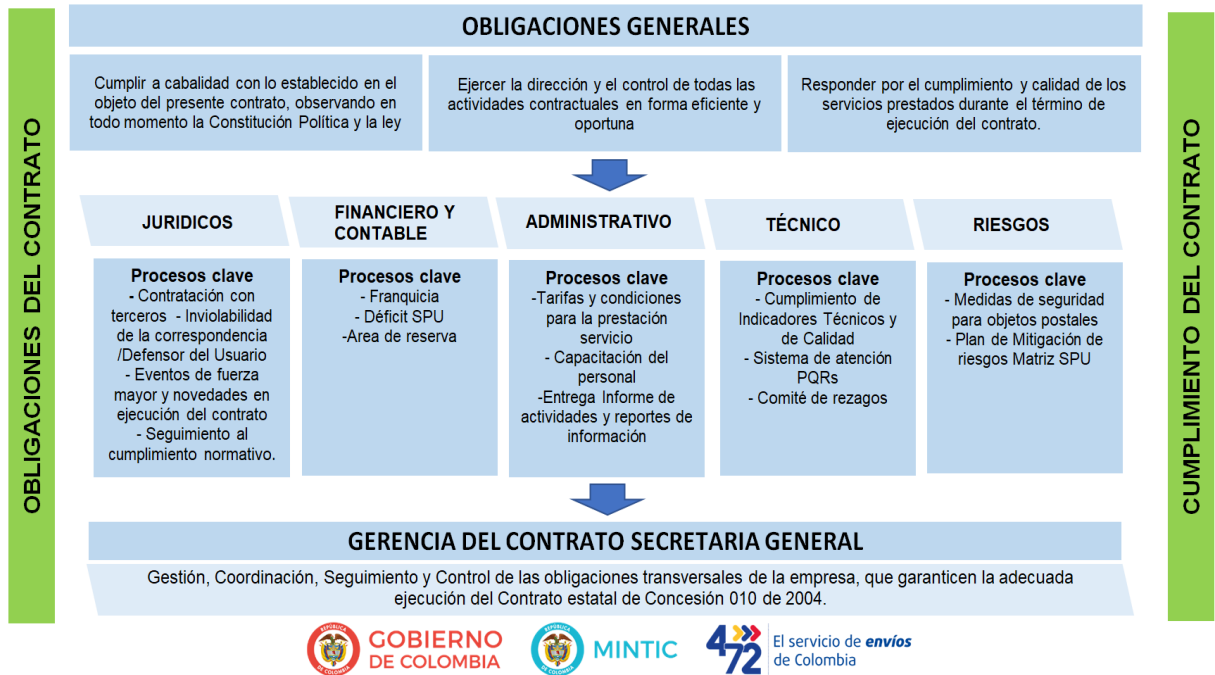 OBLIGACIONES DEL CONTRATO
OBLIGACIONES GENERALES
Cumplir a cabalidad con lo establecido en el
objeto del presente contrato, observando en
todo momento la Constitución Política y la ley
Ejercer la dirección y el control de todas las
actividades contractuales en forma eficiente y
oportuna
Responder por el cumplimiento y calidad de los
servicios prestados durante el término de
ejecución del contrato.
JURIDICOS
Procesos clave
- Contratación con
terceros - Inviolabilidad
de la correspondencia
/Defensor del Usuario
- Eventos de fuerza
mayor y novedades en
ejecución del contrato
- Seguimiento al
cumplimiento normativo.
FINANCIERO Y
CONTABLE
Procesos clave
- Franquicia
- Déficit SPU
-Area de reserva
ADMINISTRATIVO
Procesos clave
-Tarifas y condiciones
para la prestación
servicio
- Capacitación del
personal
-Entrega Informe de
actividades y reportes de
información
TÉCNICO
Procesos clave
- Cumplimiento de
Indicadores Técnicos y
de Calidad
- Sistema de atención
PQRs
- Comité de rezagos
RIESGOS
Procesos clave
- Medidas de seguridad
para objetos postales
- Plan de Mitigación de
riesgos Matriz SPU
GERENCIA DEL CONTRATO SECRETARIA GENERAL
Gestión, Coordinación, Seguimiento y Control de las obligaciones transversales de la empresa, que garanticen la adecuada
ejecución del Contrato estatal de Concesión 010 de 2004.
CUMPLIMIENTO DEL CONTRATO
REPÚBLICA
DE COLOMBIA
GOBIERNO
DE COLOMBIA
REPÚBLICA
DE COLOMBIA
MINTIC
4
72
El servicio de envíos
de Colombia